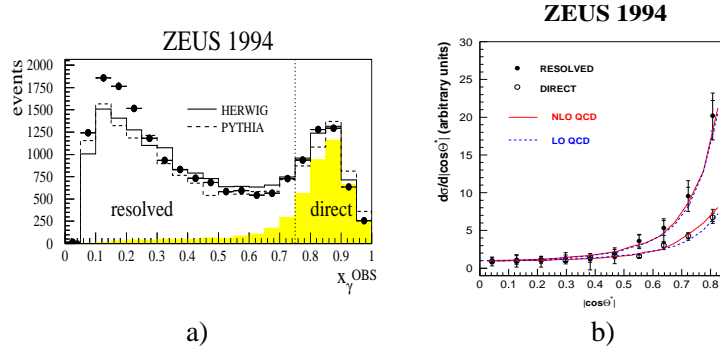 ZEUS 1994
events
2000
1750
1500
1250
1000
750
500
250
0
HERWIG
PYTHIA
resolved
direct
0 0.1 0.2 0.3 0.4 0.5 0.6 0.7 0.8 0.9 1
xγ^OBS
a)
ZEUS 1994
dσ/d|cosΘ*| (arbitrary units)
30
25
20
15
10
5
0
RESOLVED
DIRECT
NLO QCD
LO QCD
0 0.1 0.2 0.3 0.4 0.5 0.6 0.7 0.8
|cosΘ*|
b)